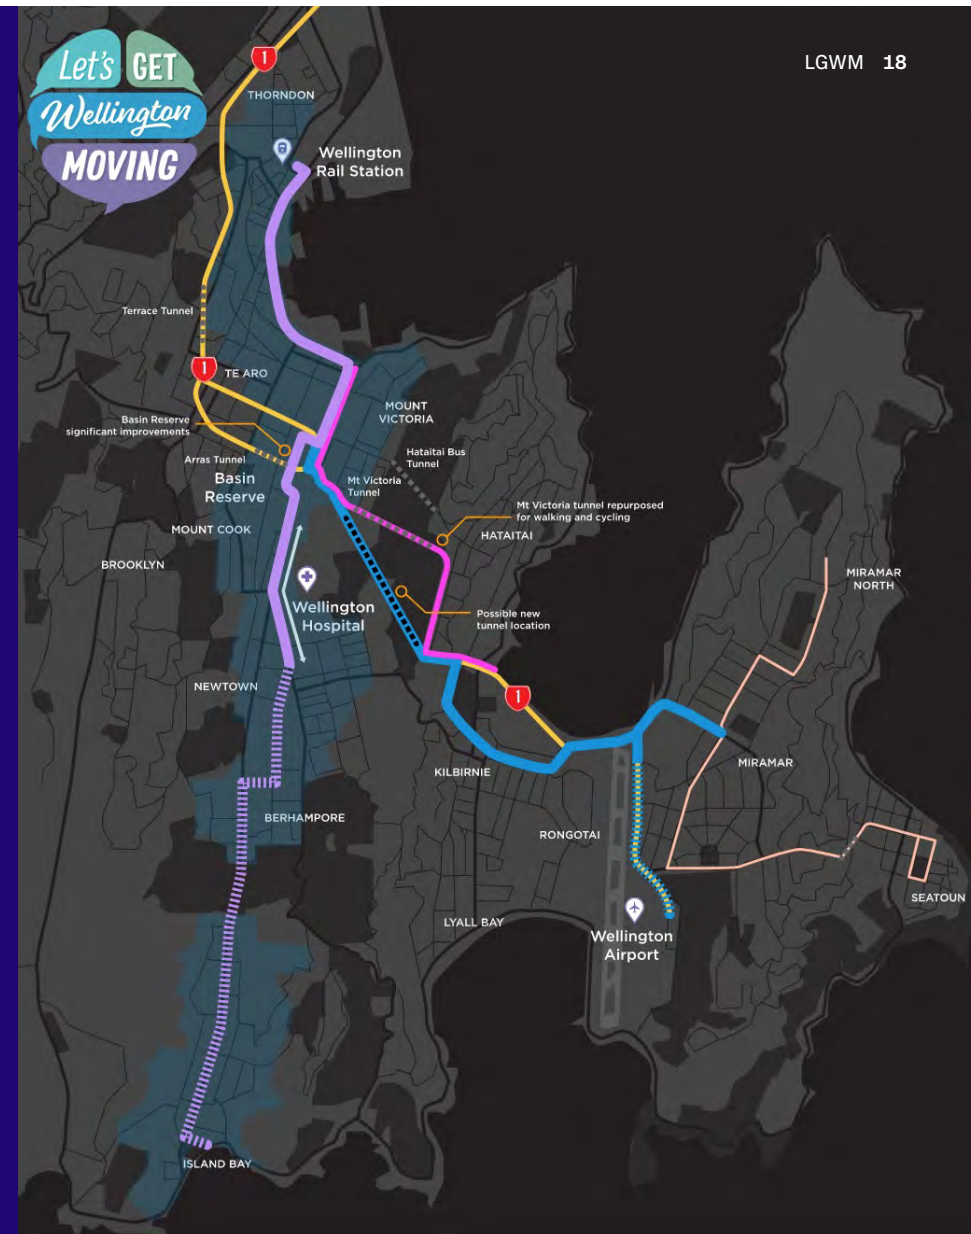 Let's GET
Wellington
MOVING
LGWM 18
1
THORNDON
Wellington
Rail Station
Terrace Tunnel
1
TE ARO
MOUNT
VICTORIA
Basin Reserve
significant improvements
Hataitai Bus
Tunnel
Arras Tunnel
Basin
Reserve
Mt Victoria
Tunnel
Mt Victoria tunnel repurposed
for walking and cycling
MOUNT COOK
HATAITAI
BROOKLYN
MIRAMAR
NORTH
Wellington
Hospital
Possible new
tunnel location
NEWTOWN
1
KILBIRNIE
MIRAMAR
BERHAMPORE
RONGOTAI
SEATOUN
LYALL BAY
Wellington
Airport
ISLAND BAY